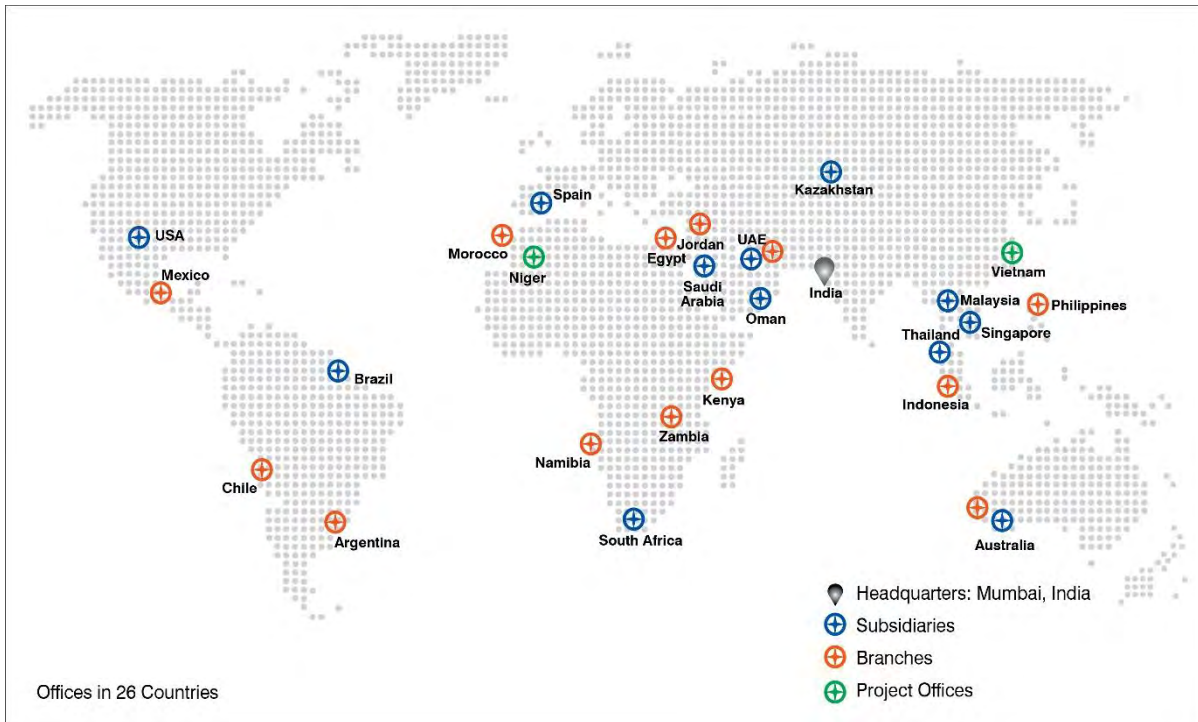 Kazakhstan
Spain
USA
Morocco
Jordan
UAE
Egypt
Niger
Vietnam
Mexico
Saudi
Arabia
India
Malaysia
Philippines
Oman
Thailand
Singapore
Brazil
Kenya
Indonesia
Zambia
Namibia
Chile
Argentina
South Africa
Australia
Headquarters: Mumbai, India
Subsidiaries
Branches
Project Offices
Offices in 26 Countries